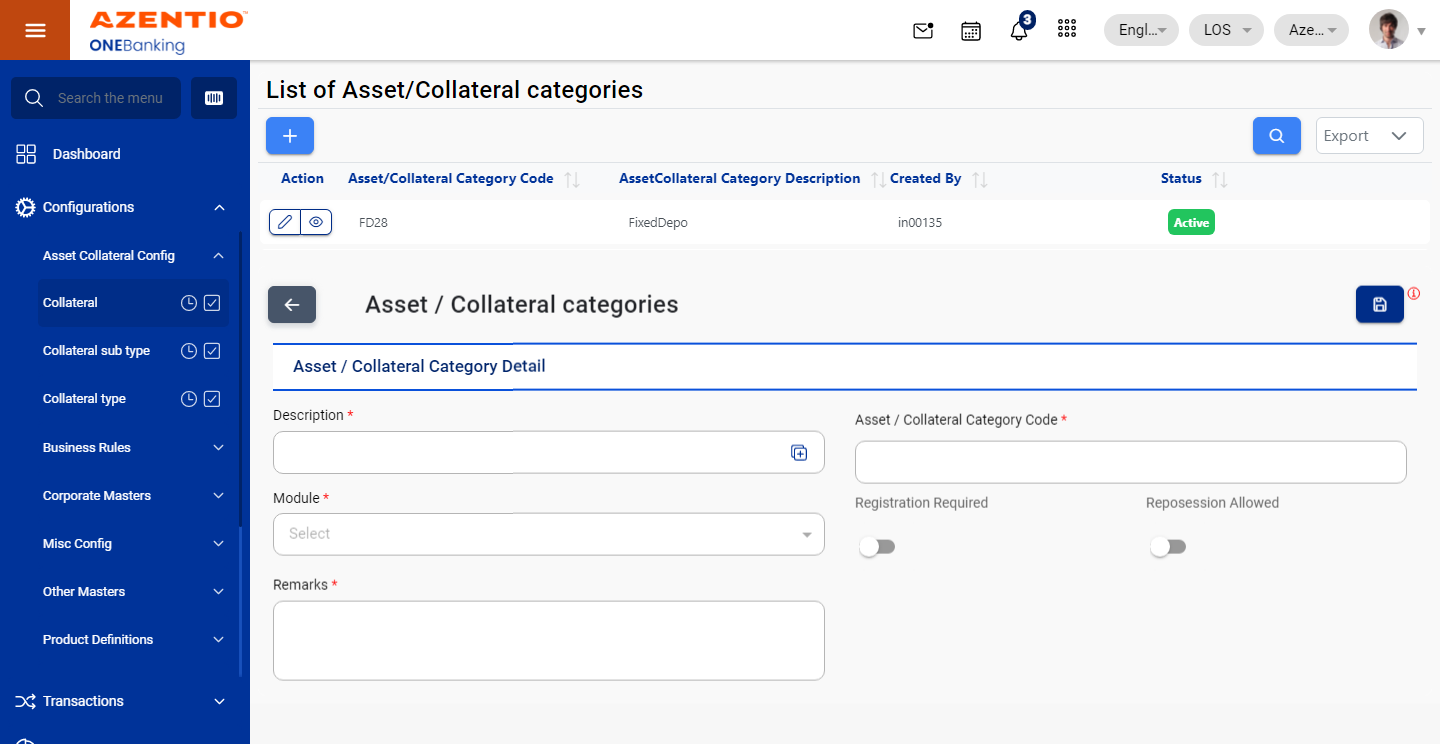 AZENTIO™
ONEBanking
3
Engl...
LOS
Aze...
Search the menu
Dashboard
Configurations
Asset Collateral Config
Collateral
Collateral sub type
Collateral type
Business Rules
Corporate Masters
Misc Config
Other Masters
Product Definitions
Transactions
List of Asset/Collateral categories
Export
Action Asset/Collateral Category Code AssetCollateral Category Description Created By Status
FD28 FixedDepo in00135 Active
Asset / Collateral categories
Asset / Collateral Category Detail
Description *
Asset / Collateral Category Code *
Module *
Select
Registration Required
Reposession Allowed
Remarks *